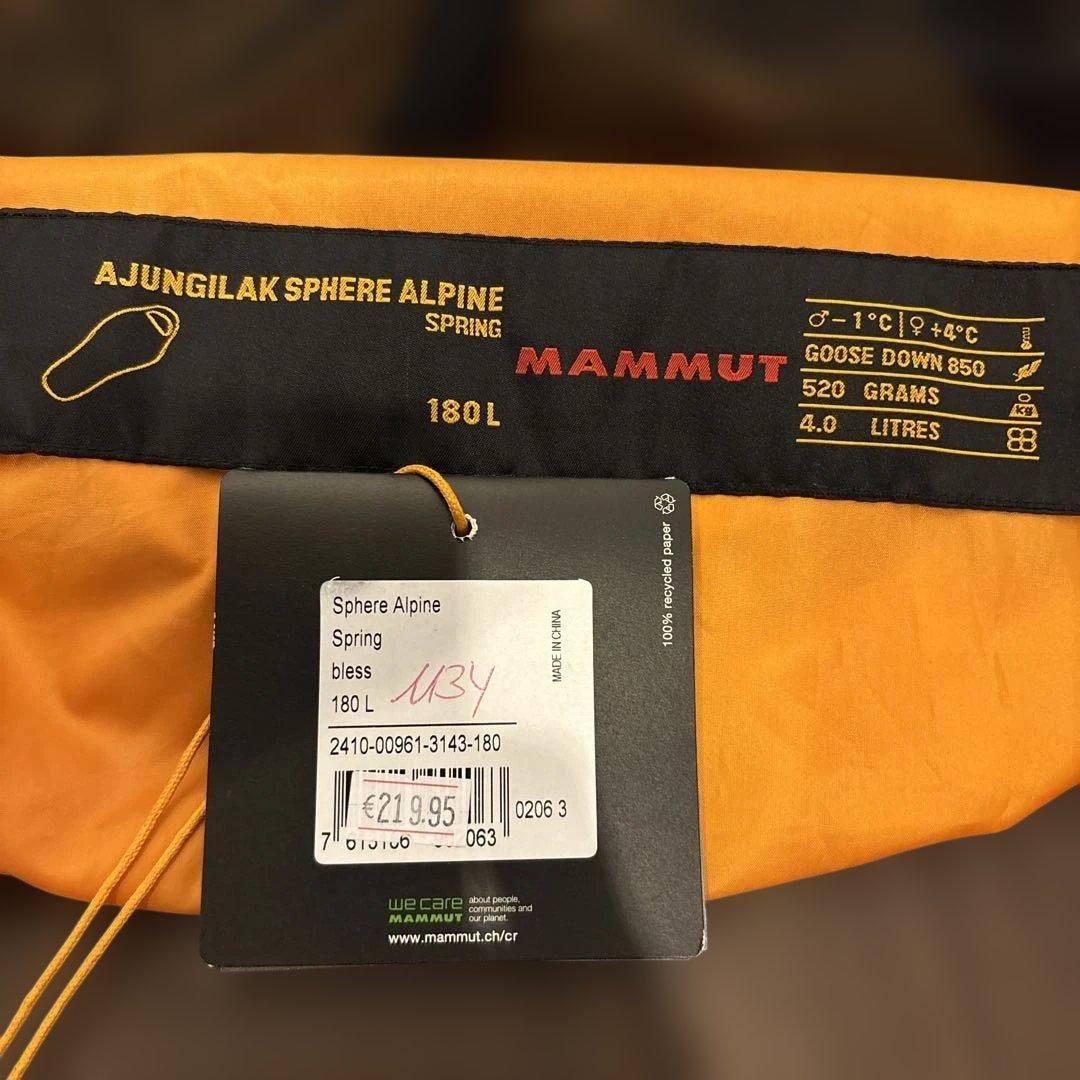 AJUNGILAK SPHERE ALPINE
SPRING
180 L
MAMMUT
♂-1°C|♀+4°C
GOOSE DOWN 850
520 GRAMS
kg
4.0 LITRES
100% recycled paper
Sphere Alpine
Spring
bless
180 L
MADE IN CHINA
2410-00961-3143-180
€219.95
0206 3
we care
MAMMUT
about people,
communities and
our planet.
www.mammut.ch/cr